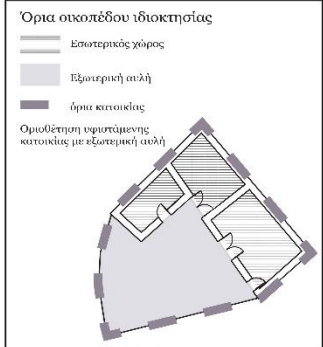 Όρια οικοπέδου ιδιοκτησίας
Εσωτερικός χώρος
Εξωτερική αυλή
όρια κατοικίας
Οριοθέτηση υφιστάμενης
κατοικίας με εξωτερική αυλή